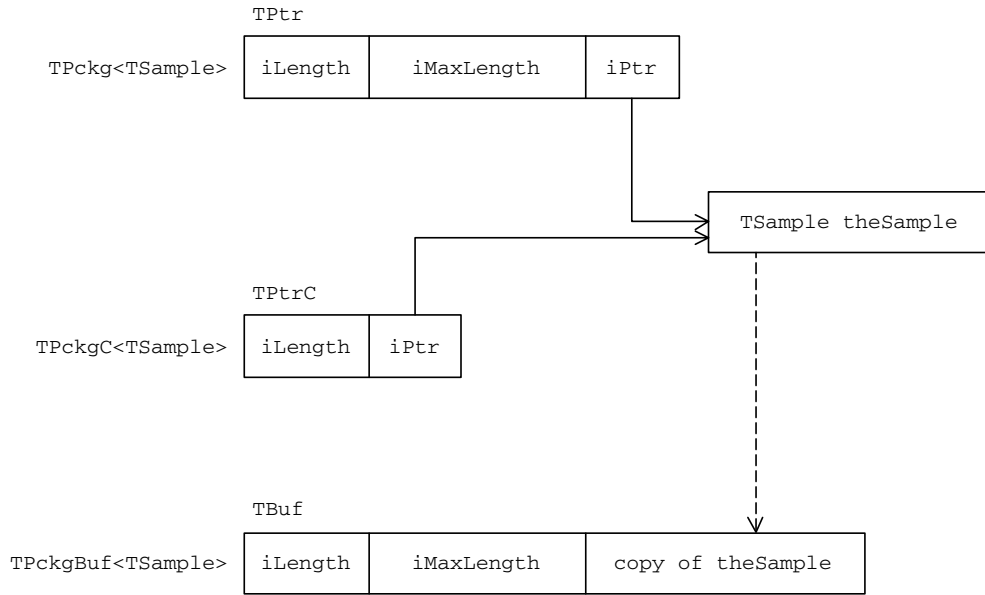 TPtr
TPckg<TSample> iLength iMaxLength iPtr
TSample theSample
TPtrC
TPckgC<TSample> iLength iPtr
TBuf
TPckgBuf<TSample> iLength iMaxLength copy of theSample